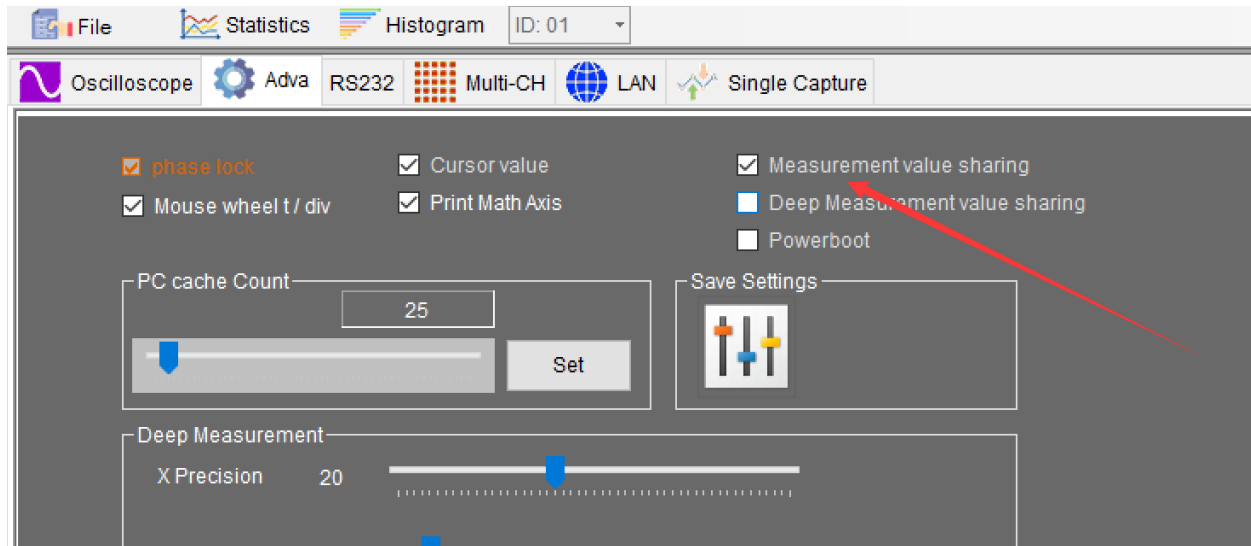 File Statistics Histogram ID: 01
Oscilloscope Adva RS232 Multi-CH LAN Single Capture
phase lock Cursor value Measurement value sharing
Mouse wheel t / div Print Math Axis Deep Measurement value sharing
Powerboot
PC cache Count Save Settings
25
Set
Deep Measurement
X Precision 20